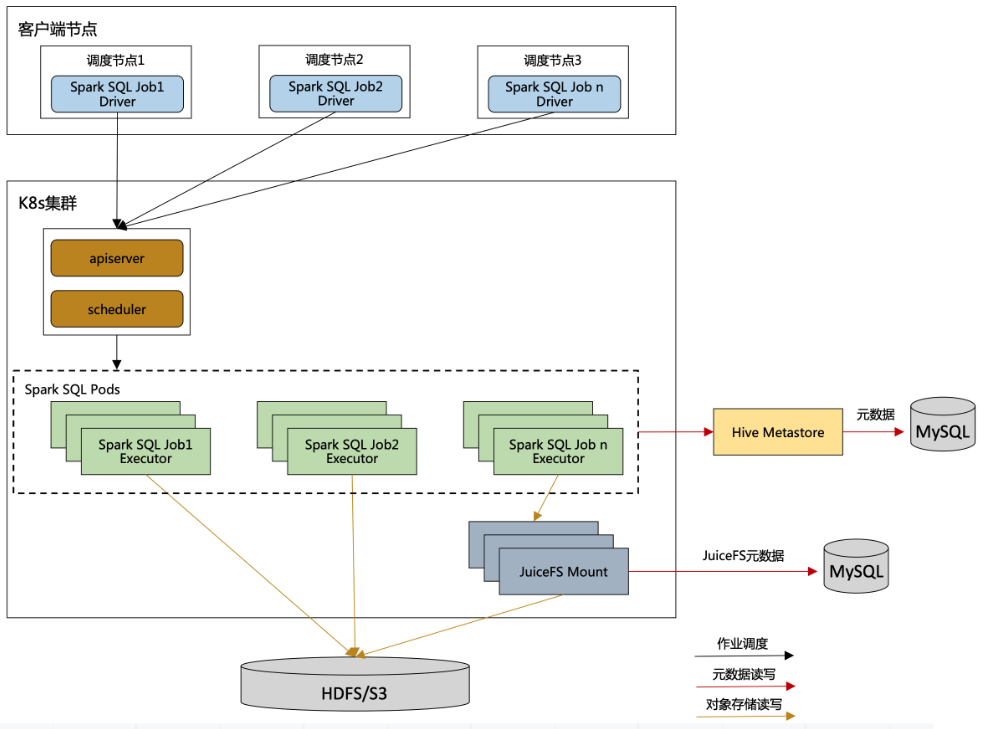 客户端节点
调度节点1
Spark SQL Job1
Driver
调度节点2
Spark SQL Job2
Driver
调度节点3
Spark SQL Job n
Driver
K8s集群
apiserver
scheduler
Spark SQL Pods
Spark SQL Job1
Executor
Spark SQL Job2
Executor
Spark SQL Job n
Executor
Hive Metastore
元数据
MySQL
JuiceFS Mount
JuiceFS元数据
MySQL
HDFS/S3
作业调度
元数据读写
对象存储读写